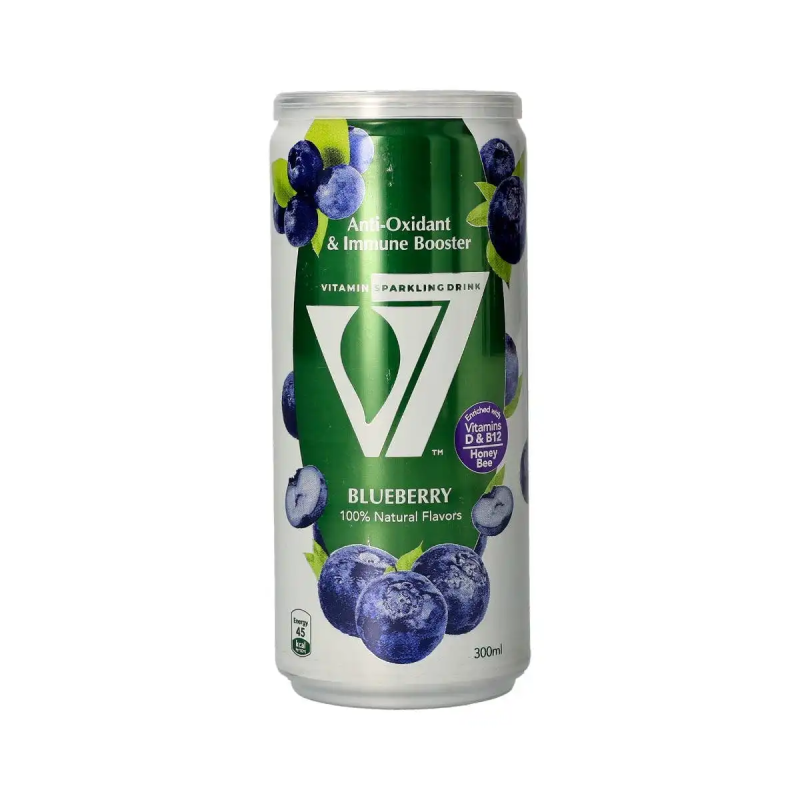 Anti-Oxidant
& Immune Booster
VITAMIN SPARKLING DRINK
V7
TM
Enriched with
Vitamins
D & B12
Honey
Bee
BLUEBERRY
100% Natural Flavors
Energy
45
kcal
300ml